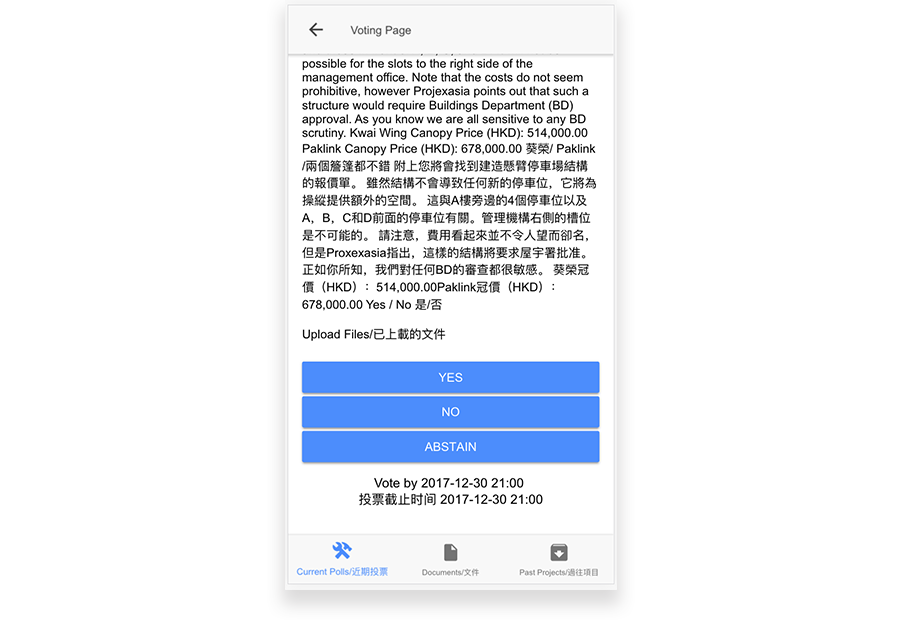 Voting Page
possible for the slots to the right side of the
management office. Note that the costs do not seem
prohibitive, however Projexasia points out that such a
structure would require Buildings Department (BD)
approval. As you know we are all sensitive to any BD
scrutiny. Kwai Wing Canopy Price (HKD): 514,000.00
Paklink Canopy Price (HKD): 678,000.00 葵榮/ Paklink
/兩個簷篷都不錯 附上您將會找到建造懸臂停車場結構
的報價單。 雖然結構不會導致任何新的停車位，它將為
操縱提供額外的空間。 這與A樓旁邊的4個停車位以及
A，B，C和D前面的停車位有關。管理機構右側的槽位
是不可能的。 請注意，費用看起來並不令人望而卻名，
但是Proxexasia指出，這樣的結構將要求屋宇署批准。
正如你所知，我們對任何BD的審查都很敏感。 葵榮冠
價（HKD）： 514,000.00Paklink冠價（HKD）：
678,000.00 Yes / No 是/否
Upload Files/已上載的文件
YES
NO
ABSTAIN
Vote by 2017-12-30 21:00
投票截止时间 2017-12-30 21:00
Current Polls/近期投票
Documents/文件
Past Projects/過往項目